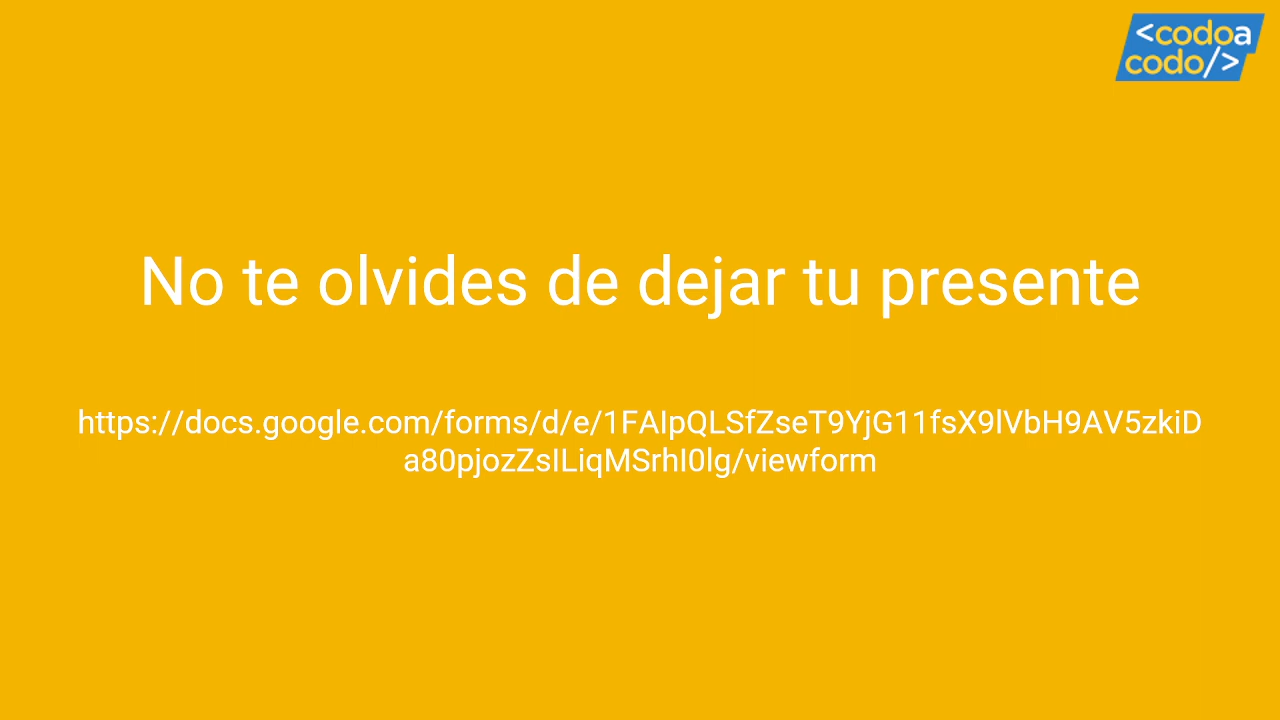 <codoa
codo/>
No te olvides de dejar tu presente
https://docs.google.com/forms/d/e/1FAIpQLSfZseT9YjG11fsX9lVbH9AV5zkiD
a80pjozZsILiqMSrhI0lg/viewform